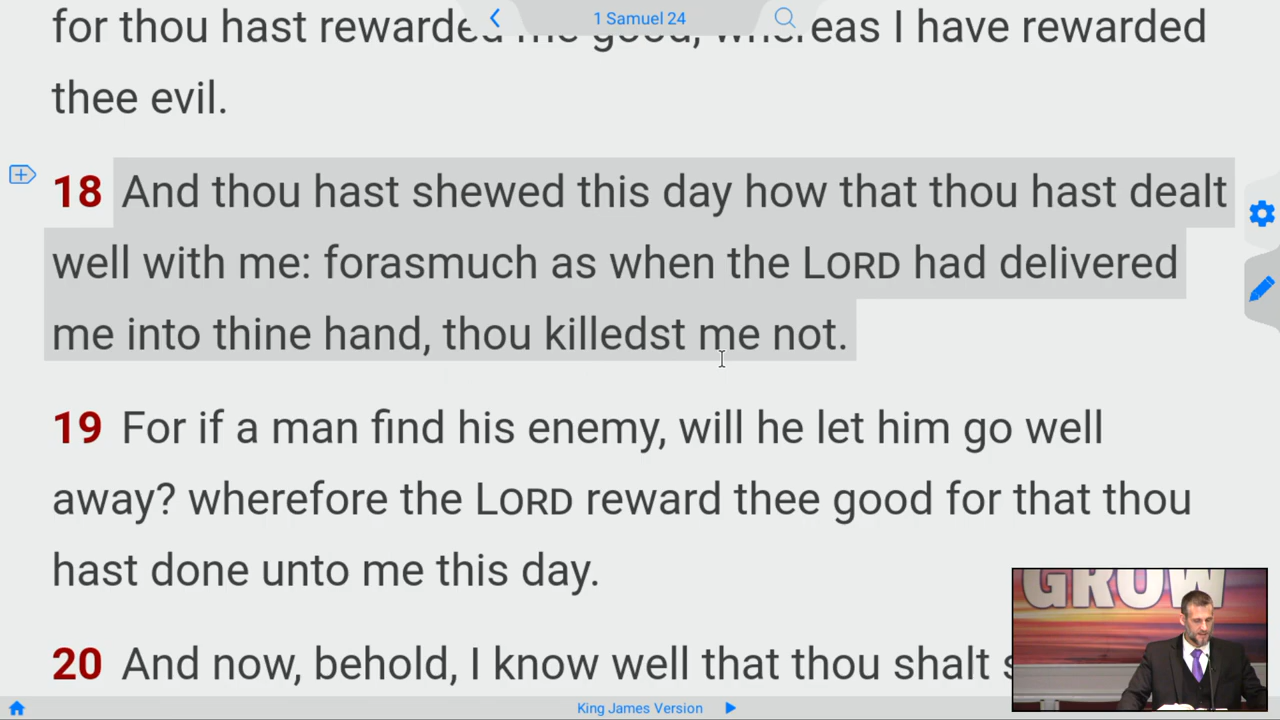 1 Samuel 24
for thou hast rewarded me good, whereas I have rewarded
thee evil.
18 And thou hast shewed this day how that thou hast dealt
well with me: forasmuch as when the LORD had delivered
me into thine hand, thou killedst me not.
19 For if a man find his enemy, will he let him go well
away? wherefore the LORD reward thee good for that thou
hast done unto me this day.
20 And now, behold, I know well that thou shalt
GROW
King James Version